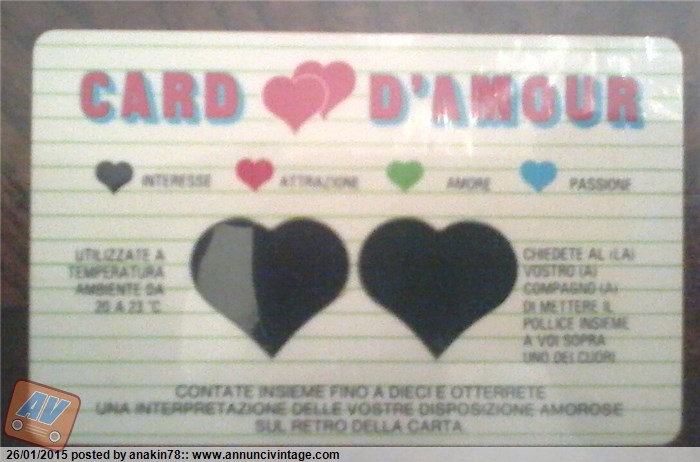 CARD D'AMOUR
INTERESSE ATTRAZIONE AMORE PASSIONE
UTILIZZATE A
TEMPERATURA
AMBIENTE DA
20 A 23 °C
CHIEDETE AL (LA)
VOSTRO (A)
COMPAGNO (A)
DI METTERE IL
POLLICE INSIEME
A VOI SOPRA
UNO DEI CUORI
CONTATE INSIEME FINO A DIECI E OTTERRETE
UNA INTERPRETAZIONE DELLE VOSTRE DISPOSIZIONE AMOROSE
SUL RETRO DELLA CARTA.
AV
26/01/2015 posted by anakin78:: www.annuncivintage.com